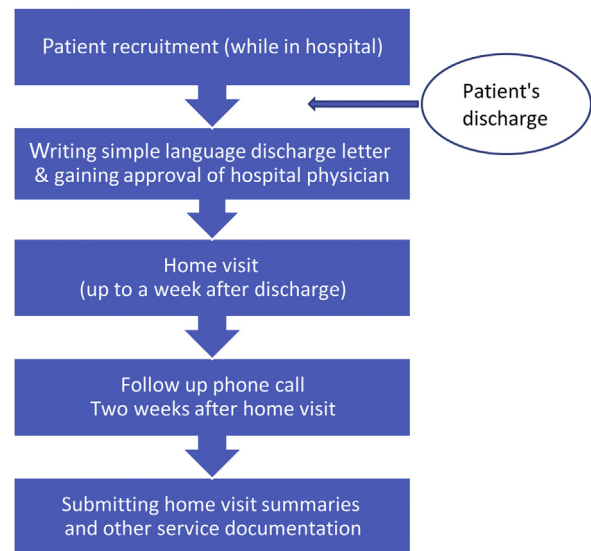 Patient recruitment (while in hospital)
Patient's
discharge
Writing simple language discharge letter
& gaining approval of hospital physician
Home visit
(up to a week after discharge)
Follow up phone call
Two weeks after home visit
Submitting home visit summaries
and other service documentation